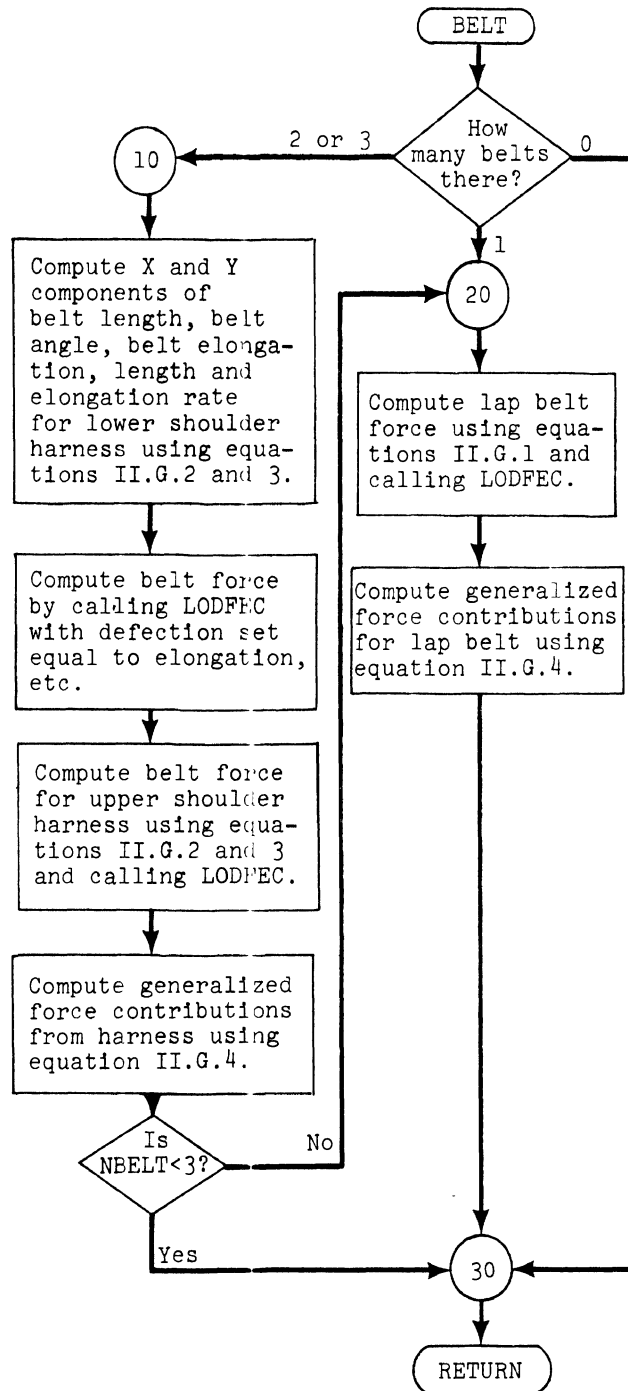 BELT
How
many belts
there?
2 or 3
0
1
10
Compute X and Y
components of
belt length, belt
angle, belt elonga-
tion, length and
elongation rate
for lower shoulder
harness using equa-
tions II.G.2 and 3.
Compute belt force
by calling LODFEC
with defection set
equal to elongation,
etc.
Compute belt force
for upper shoulder
harness using equa-
tions II.G.2 and 3
and calling LODFEC.
Compute generalized
force contributions
from harness using
equation II.G.4.
Is
NBELT<3?
No
Yes
20
Compute lap belt
force using equa-
tions II.G.1 and
calling LODFEC.
Compute generalized
force contributions
for lap belt using
equation II.G.4.
30
RETURN